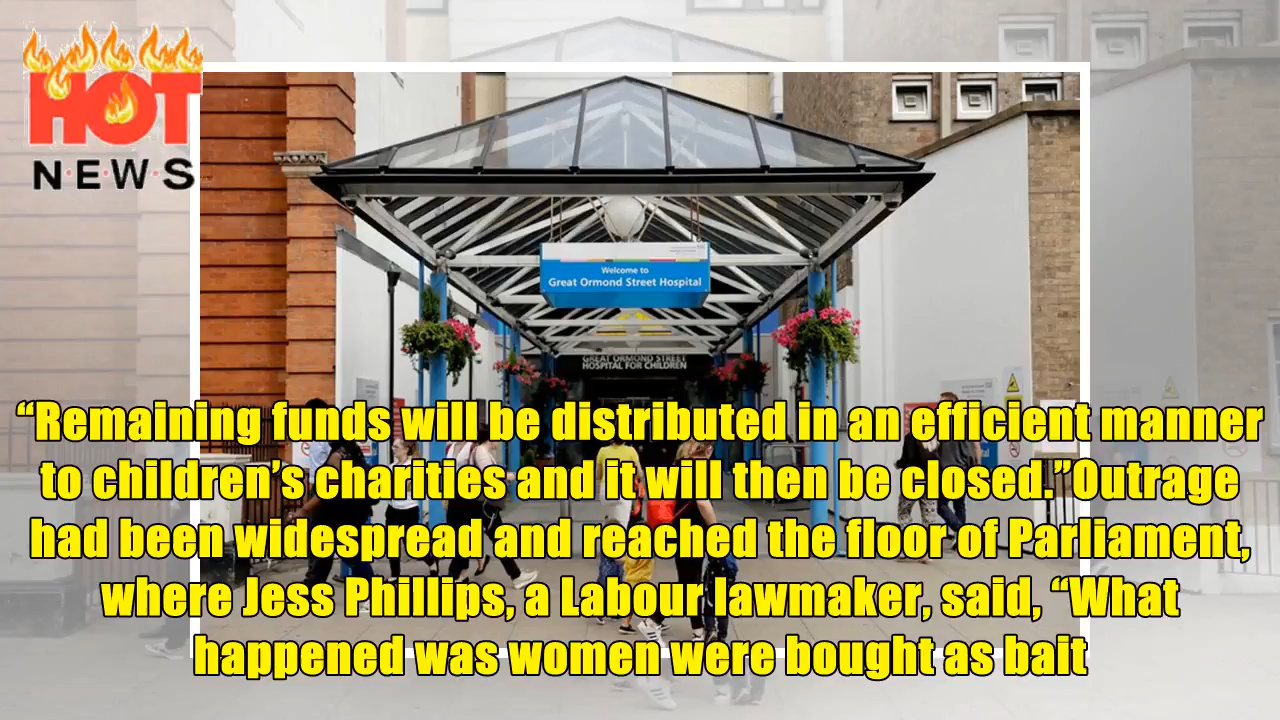 HOT
N·E·W·S
Welcome to
Great Ormond Street Hospital
GREAT ORMOND STREET
HOSPITAL FOR CHILDREN
“Remaining funds will be distributed in an efficient manner
to children’s charities and it will then be closed.”Outrage
had been widespread and reached the floor of Parliament,
where Jess Phillips, a Labour lawmaker, said, “What
happened was women were bought as bait